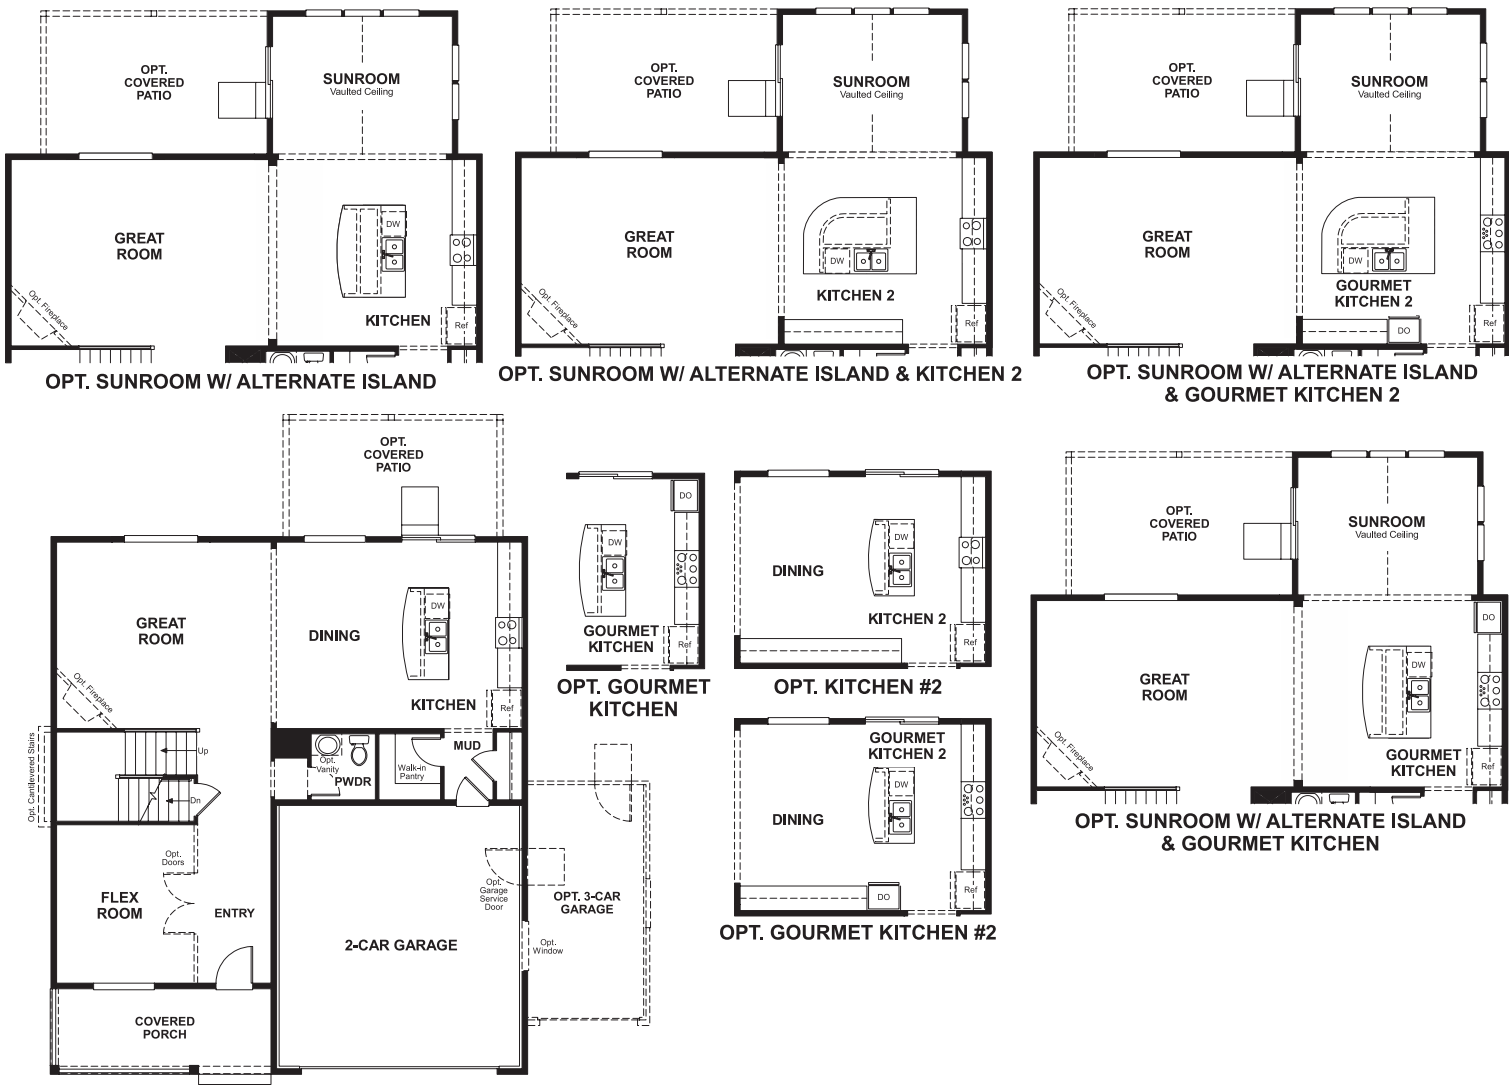 OPT.
COVERED
PATIO
SUNROOM
Vaulted Ceiling
GREAT
ROOM
DW
Opt. Fireplace
KITCHEN
Ref
OPT. SUNROOM W/ ALTERNATE ISLAND
OPT.
COVERED
PATIO
SUNROOM
Vaulted Ceiling
GREAT
ROOM
DW
KITCHEN 2
Opt. Fireplace
Ref
OPT. SUNROOM W/ ALTERNATE ISLAND & KITCHEN 2
OPT.
COVERED
PATIO
SUNROOM
Vaulted Ceiling
GREAT
ROOM
DW
GOURMET
KITCHEN 2
Opt. Fireplace
DO
Ref
OPT. SUNROOM W/ ALTERNATE ISLAND
& GOURMET KITCHEN 2
OPT.
COVERED
PATIO
GREAT
ROOM
DINING
DW
KITCHEN
Ref
Opt. Fireplace
Opt. Cantilevered Stairs
Up
Dn
Opt.
Vanity
PWDR
Walk-in
Pantry
MUD
Opt.
Doors
FLEX
ROOM
ENTRY
2-CAR GARAGE
Opt.
Garage
Service
Door
Opt.
Window
OPT. 3-CAR
GARAGE
COVERED
PORCH
DO
DW
GOURMET
KITCHEN
Ref
OPT. GOURMET
KITCHEN
DINING
DW
KITCHEN 2
Ref
OPT. KITCHEN #2
GOURMET
KITCHEN 2
DW
DINING
DO
Ref
OPT. GOURMET KITCHEN #2
OPT.
COVERED
PATIO
SUNROOM
Vaulted Ceiling
DO
GREAT
ROOM
DW
Opt. Fireplace
GOURMET
KITCHEN
Ref
OPT. SUNROOM W/ ALTERNATE ISLAND
& GOURMET KITCHEN